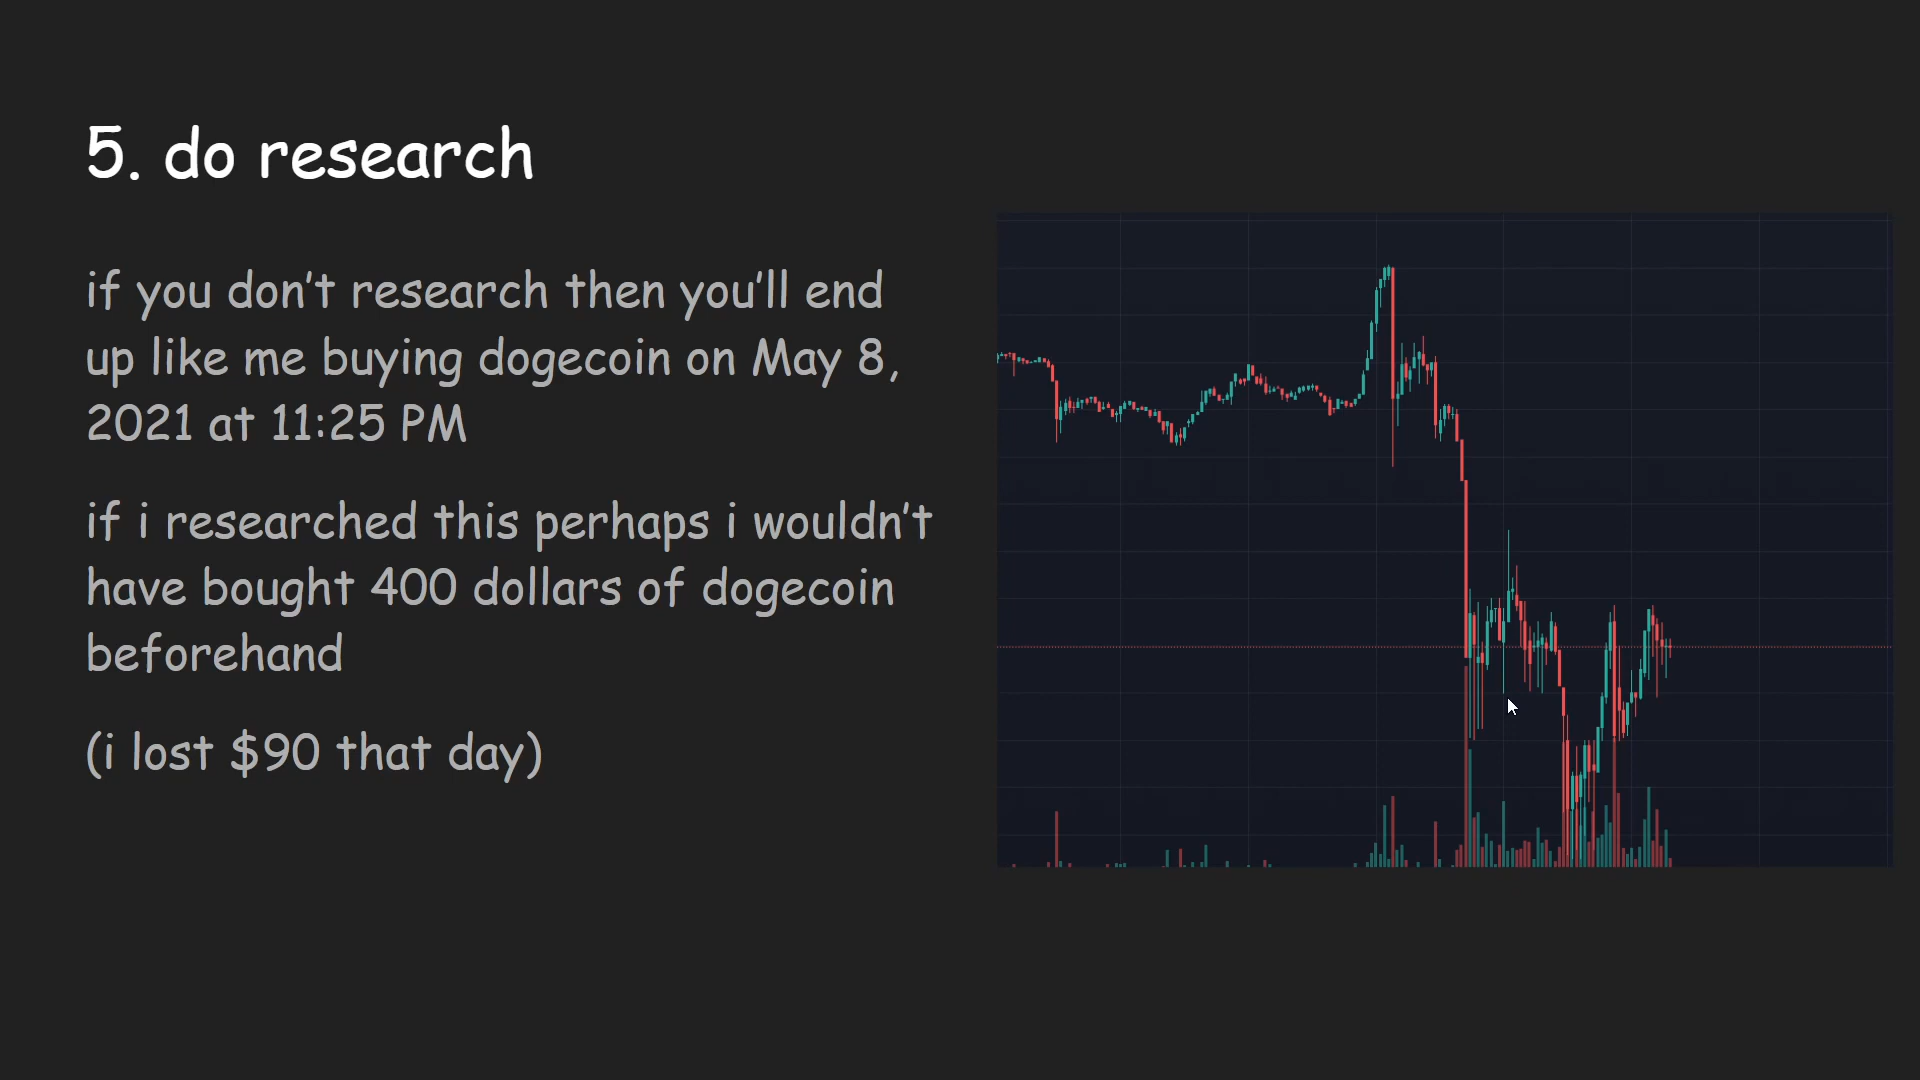 5. do research
if you don't research then you'll end
up like me buying dogecoin on May 8,
2021 at 11:25 PM
if i researched this perhaps i wouldn't
have bought 400 dollars of dogecoin
beforehand
(i lost $90 that day)